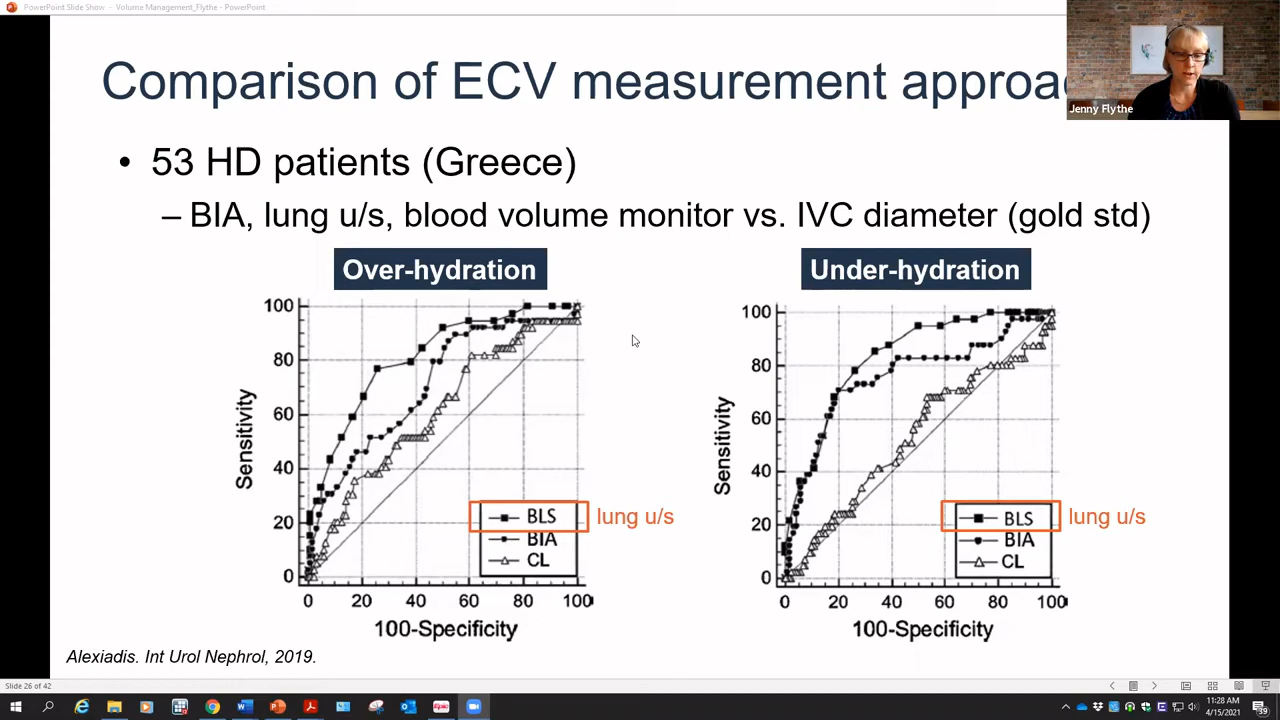 PowerPoint Slide Show - Volume Management_Flythe - PowerPoint
Comparison of ECV measurement approa
Jenny Flythe
• 53 HD patients (Greece)
– BIA, lung u/s, blood volume monitor vs. IVC diameter (gold std)
Over-hydration
Under-hydration
100
80
60
40
20
0
Sensitivity
0 20 40 60 80 100
100-Specificity
BLS
BIA
CL
lung u/s
100
80
60
40
20
0
Sensitivity
0 20 40 60 80 100
100-Specificity
BLS
BIA
CL
lung u/s
Alexiadis. Int Urol Nephrol, 2019.
Slide 26 of 42
Epic
11:28 AM
4/15/2021
39